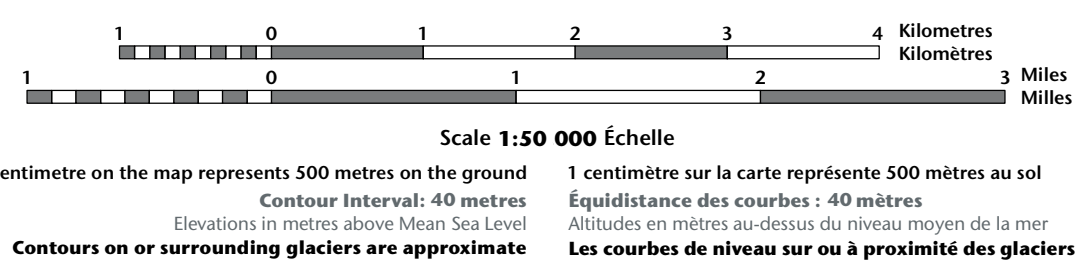 1 0 1 2 3 4 Kilometres
Kilomètres
1 0 1 2 3 Miles
Milles
Scale 1:50 000 Échelle
entimetre on the map represents 500 metres on the ground
Contour Interval: 40 metres
Elevations in metres above Mean Sea Level
Contours on or surrounding glaciers are approximate
1 centimètre sur la carte représente 500 mètres au sol
Équidistance des courbes : 40 mètres
Altitudes en mètres au-dessus du niveau moyen de la mer
Les courbes de niveau sur ou à proximité des glaciers